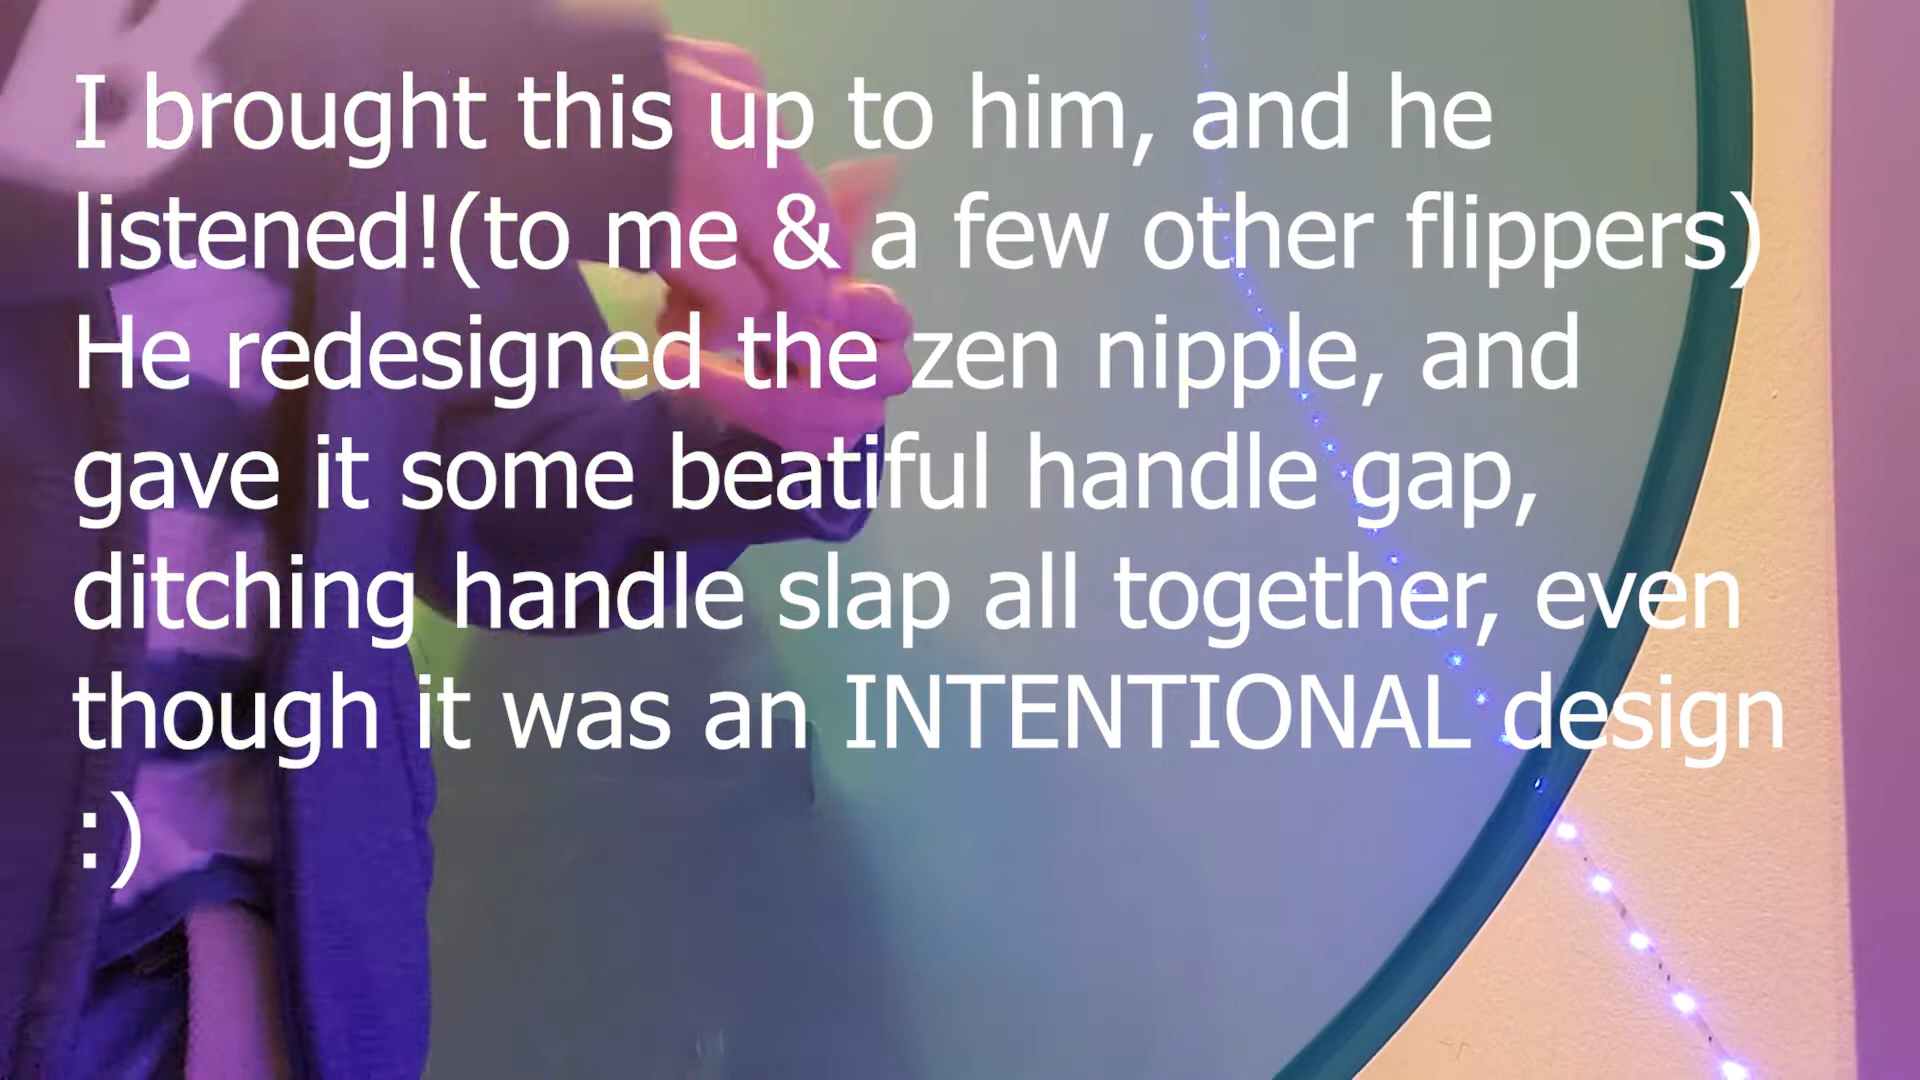 I brought this up to him, and he
listened!(to me & a few other flippers)
He redesigned the zen nipple, and
gave it some beatiful handle gap,
ditching handle slap all together, even
though it was an INTENTIONAL design
:)